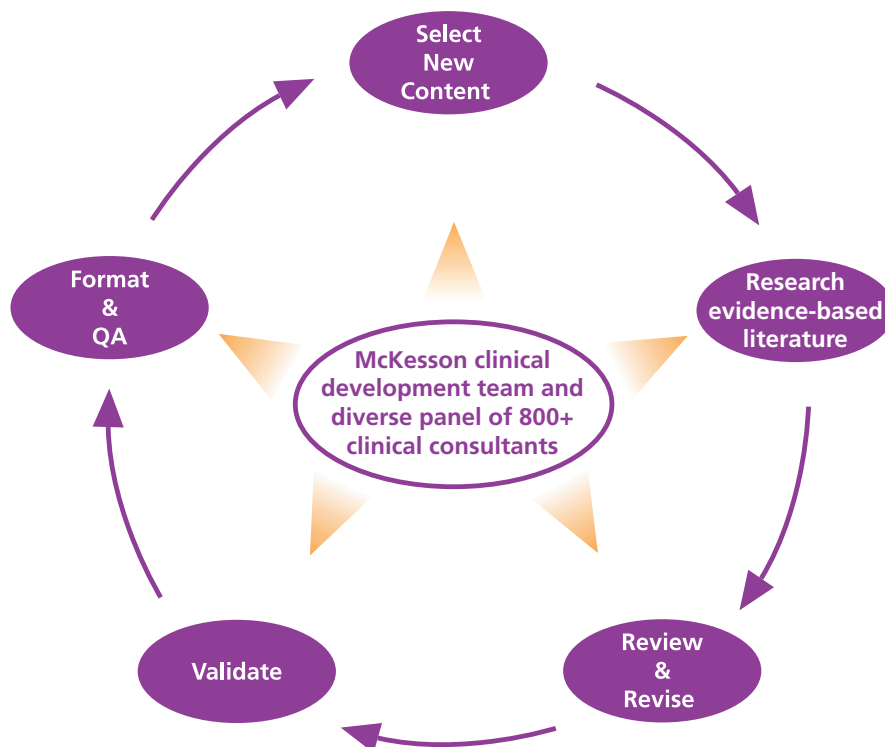 Select
New
Content
Research
evidence-based
literature
Review
&
Revise
Validate
Format
&
QA
McKesson clinical
development team and
diverse panel of 800+
clinical consultants